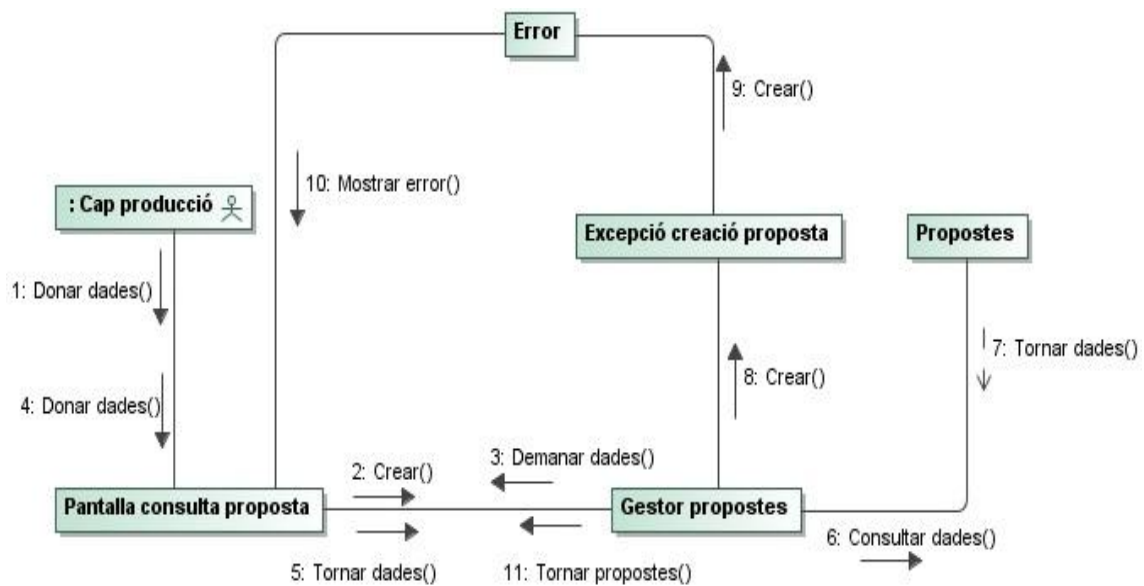 Error
9: Crear()
10: Mostrar error()
: Cap producció
Excepció creació proposta
Propostes
1: Donar dades()
7: Tornar dades()
8: Crear()
4: Donar dades()
2: Crear()
3: Demanar dades()
Pantalla consulta proposta
Gestor propostes
6: Consultar dades()
5: Tornar dades()
11: Tornar propostes()